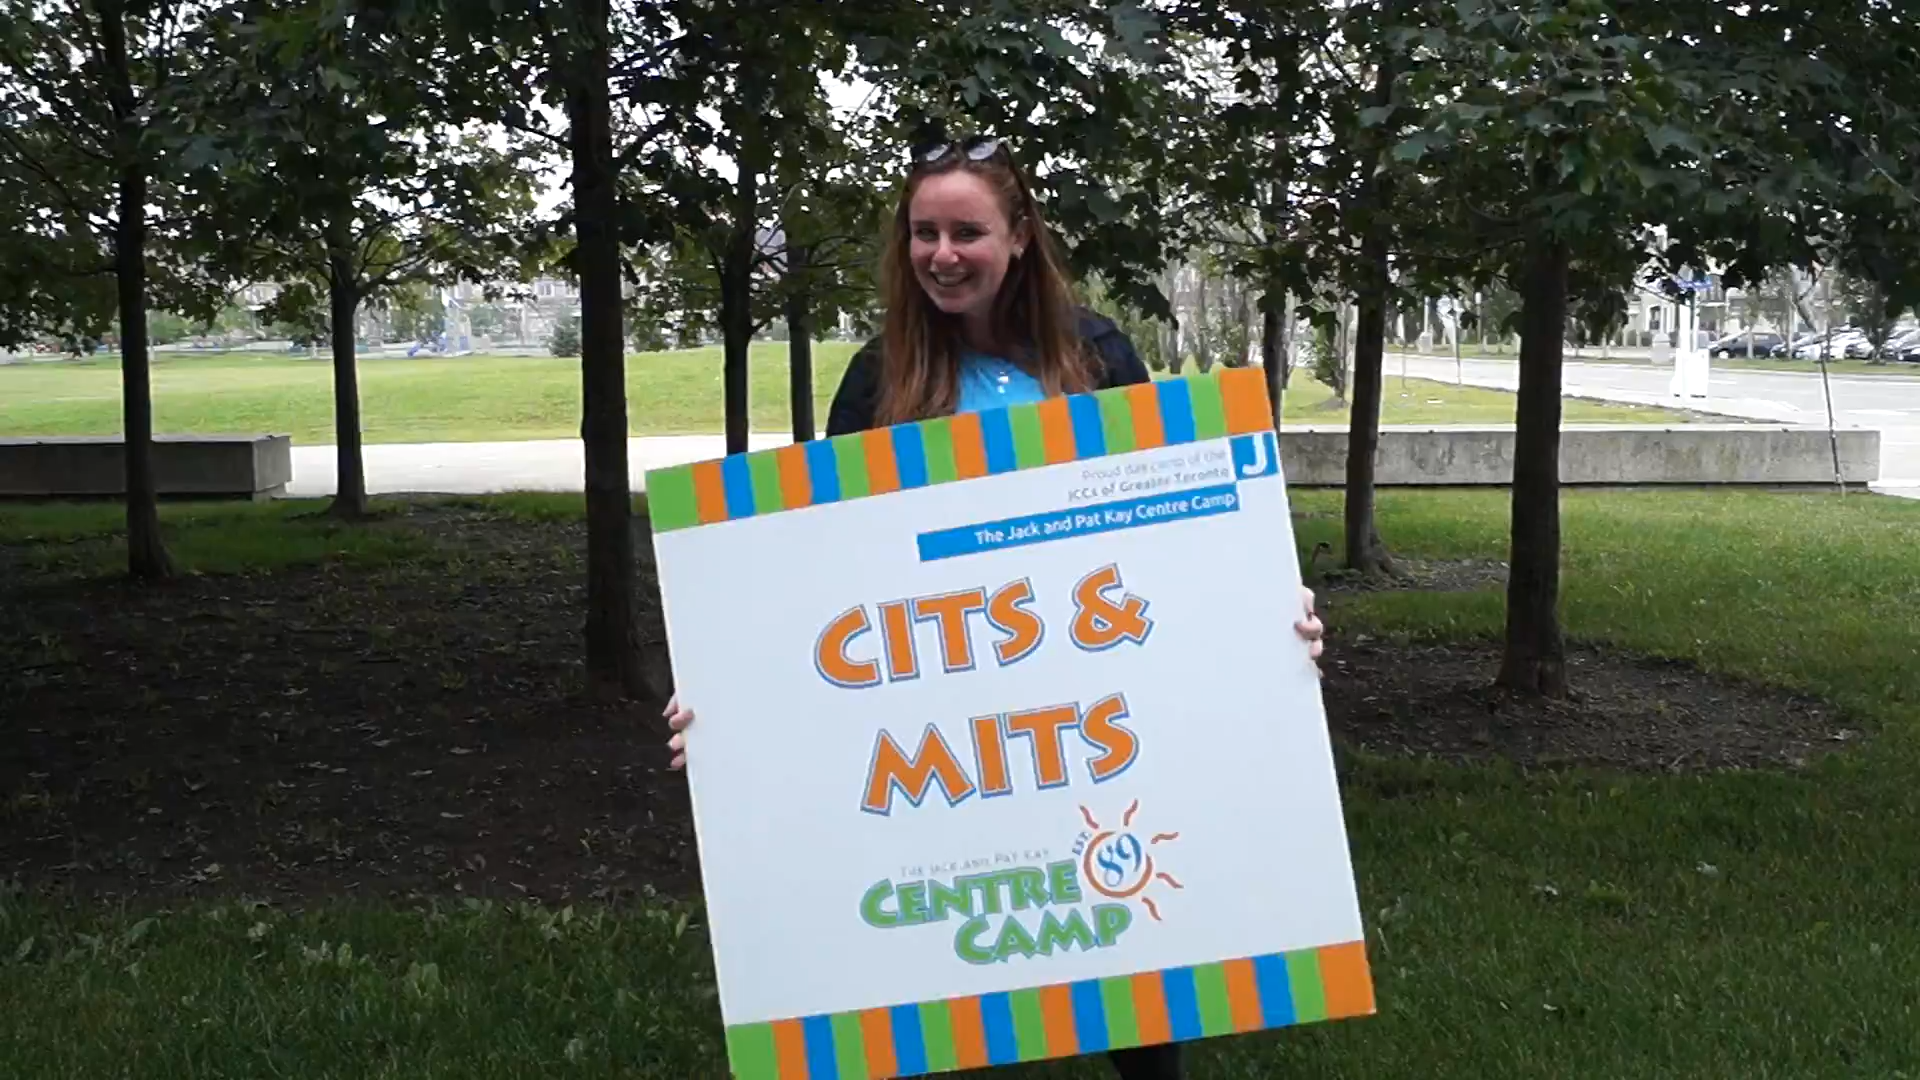 Proud day camp of the
JCCs of Greater Toronto
J
The Jack and Pat Kay Centre Camp
CITS &
MITS
THE JACK AND PAT KAY
CENTRE
CAMP
EST.
89